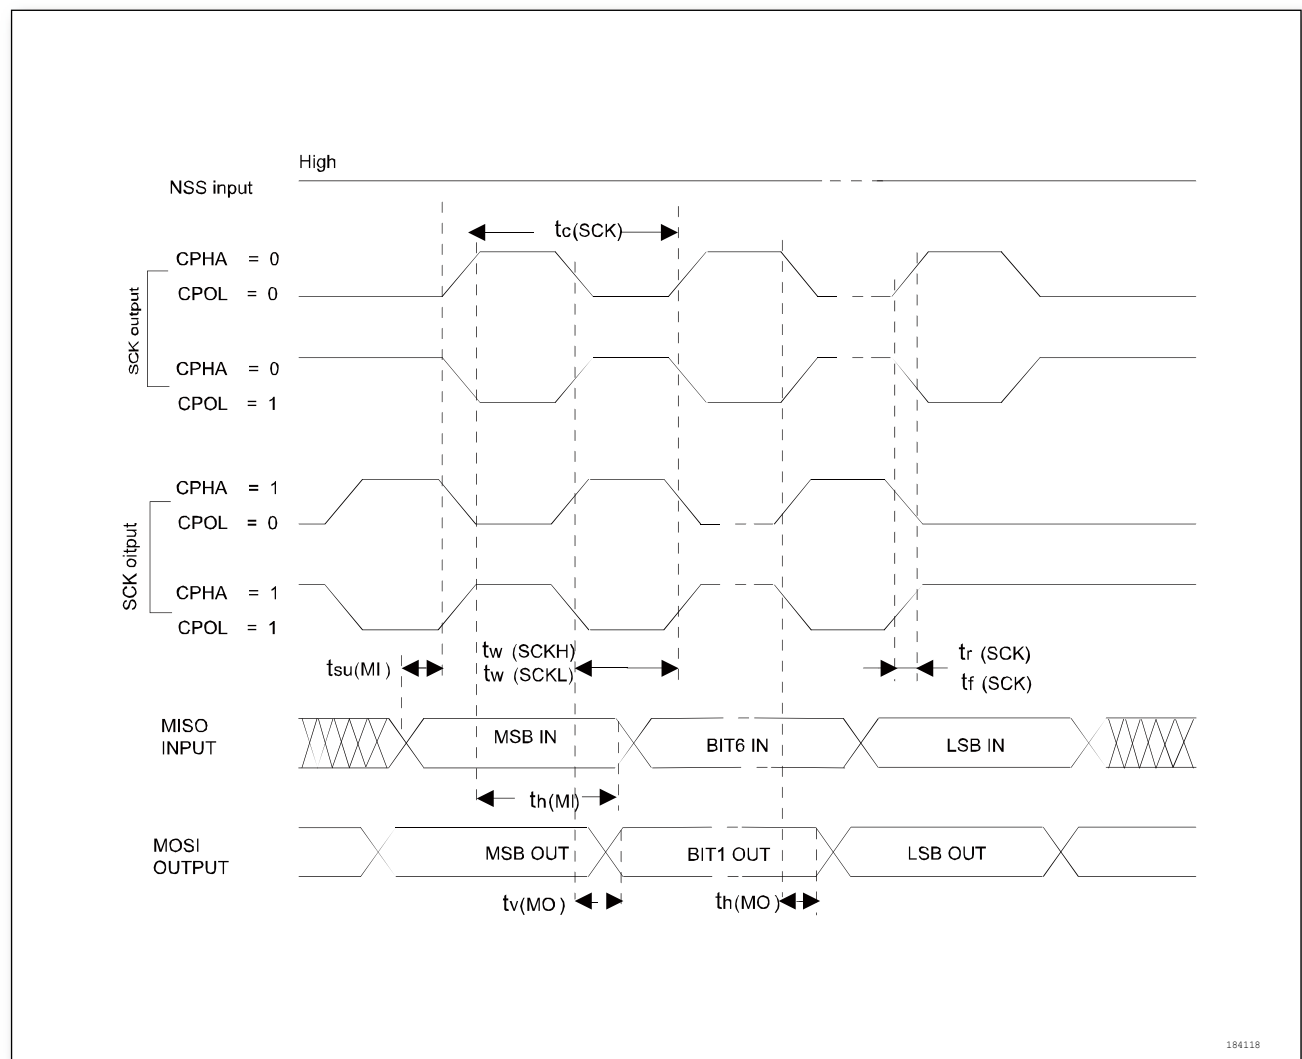 High
NSS input
tc(SCK)
CPHA = 0
CPOL = 0
SCK output
CPHA = 0
CPOL = 1
CPHA = 1
CPOL = 0
SCK oitput
CPHA = 1
CPOL = 1
tsu(MI)
tw (SCKH)
tw (SCKL)
tr (SCK)
tf (SCK)
MISO
INPUT
MSB IN
BIT6 IN
LSB IN
th(MI)
MOSI
OUTPUT
MSB OUT
BIT1 OUT
LSB OUT
tv(MO)
th(MO)
184118